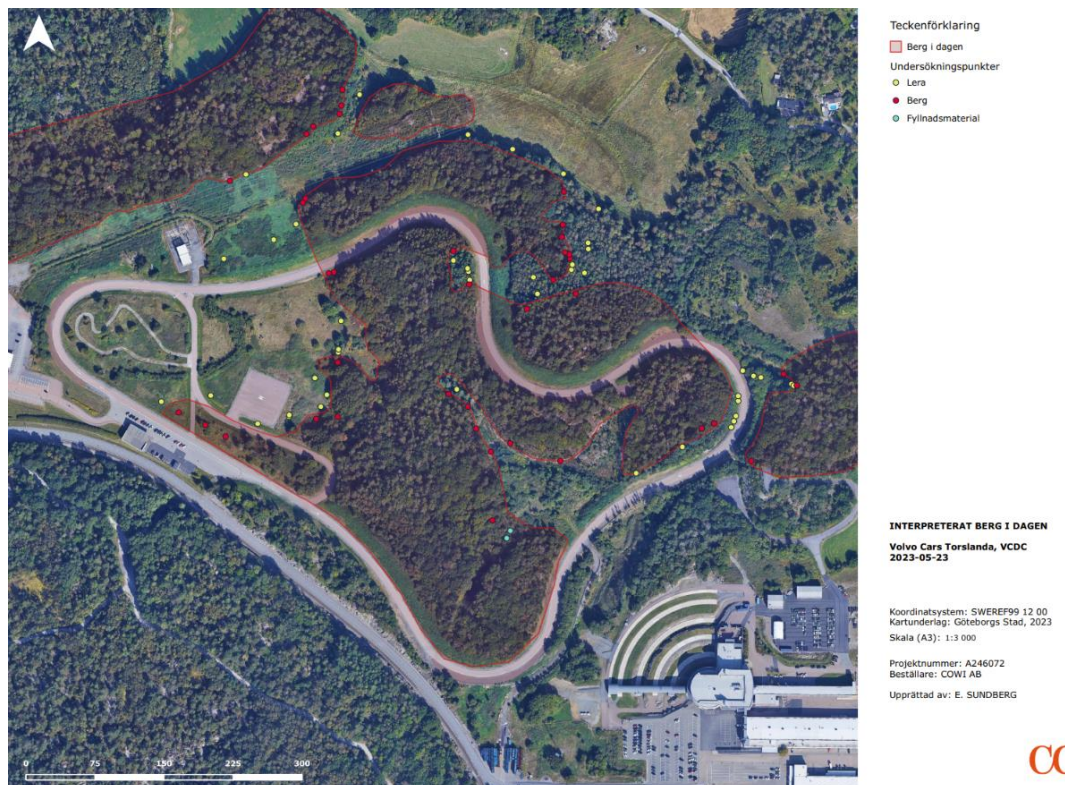 Teckenförklaring
Berg i dagen
Undersökningspunkter
Lera
Berg
Fyllnadsmaterial
INTERPRETERAT BERG I DAGEN
Volvo Cars Torslanda, VCDC
2023-05-23
Koordinatsystem: SWEREF99 12 00
Kartunderlag: Göteborgs Stad, 2023
Skala (A3): 1:3 000
Projektnummer: A246072
Beställare: COWI AB
Upprättad av: E. SUNDBERG
0 75 150 225 300
CO